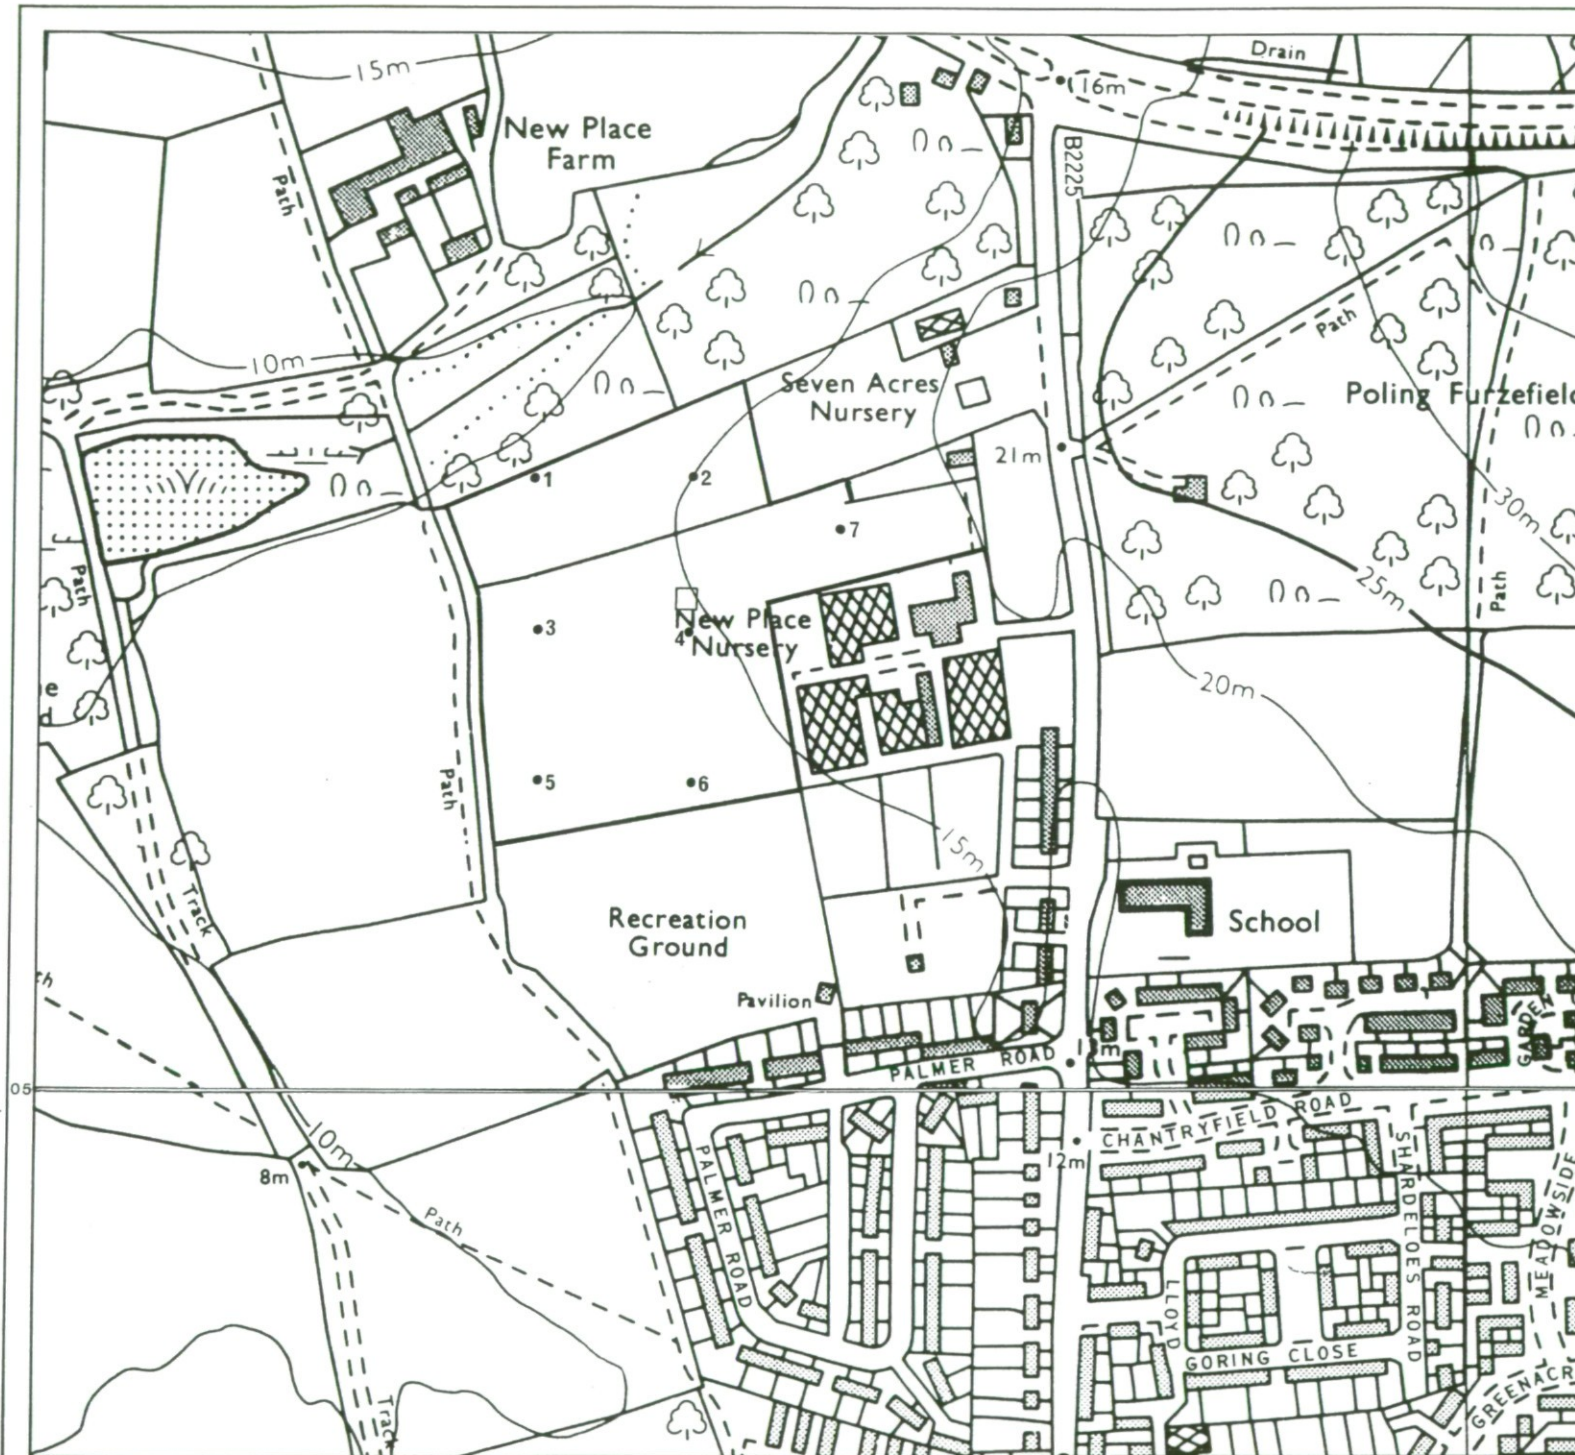 15m
Drain
16m
New Place
Farm
B2225
Path
Path
10m
Seven Acres
Nursery
Poling Furzefield
21m
1
2
30m
7
25m
Path
Path
New Place
Nursery
3
4
20m
e
d
Path
5
6
15m
Track
Recreation
Ground
School
th
Pavilion
GARDEN
PALMER ROAD
05
CHANTRYFIELD ROAD
10m
12m
8m
PALMER ROAD
SHARDELOES ROAD
MEADOWSIDE
Path
LLOYD
GORING CLOSE
GREENACR
Track